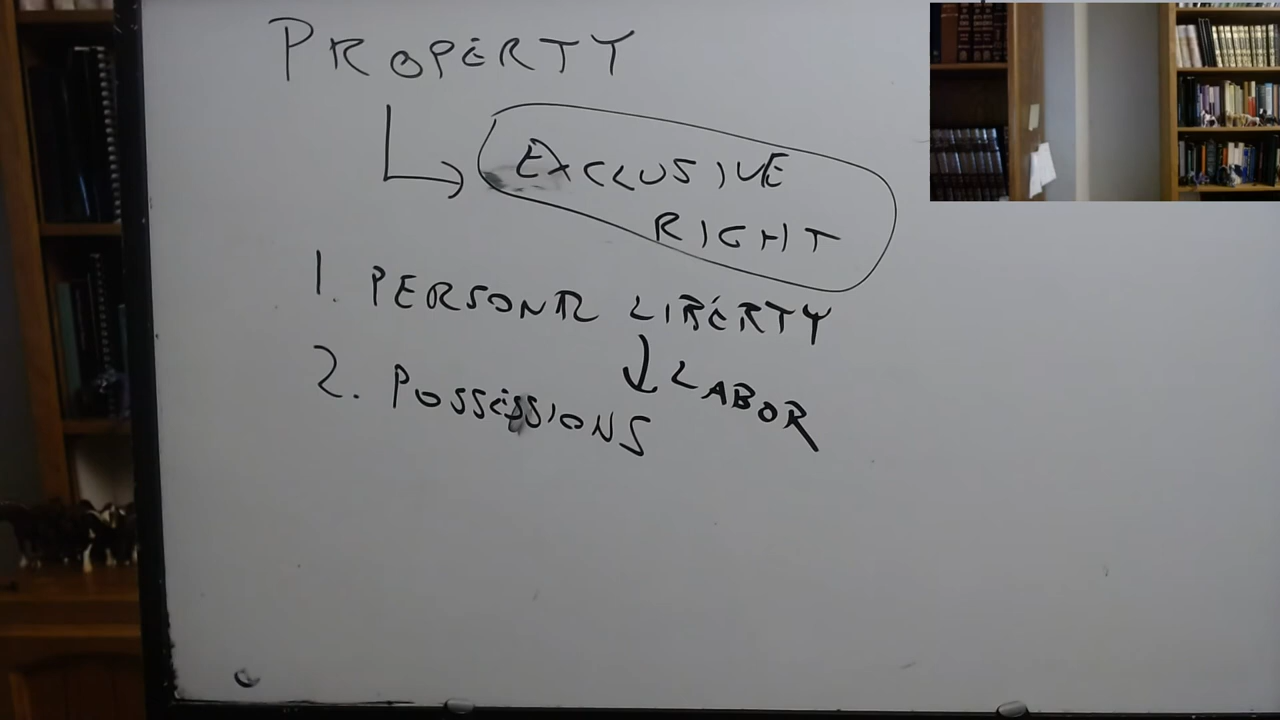 PROPERTY
EXCLUSIVE
RIGHT
1. PERSONAL LIBERTY
LABOR
2. POSSESSIONS